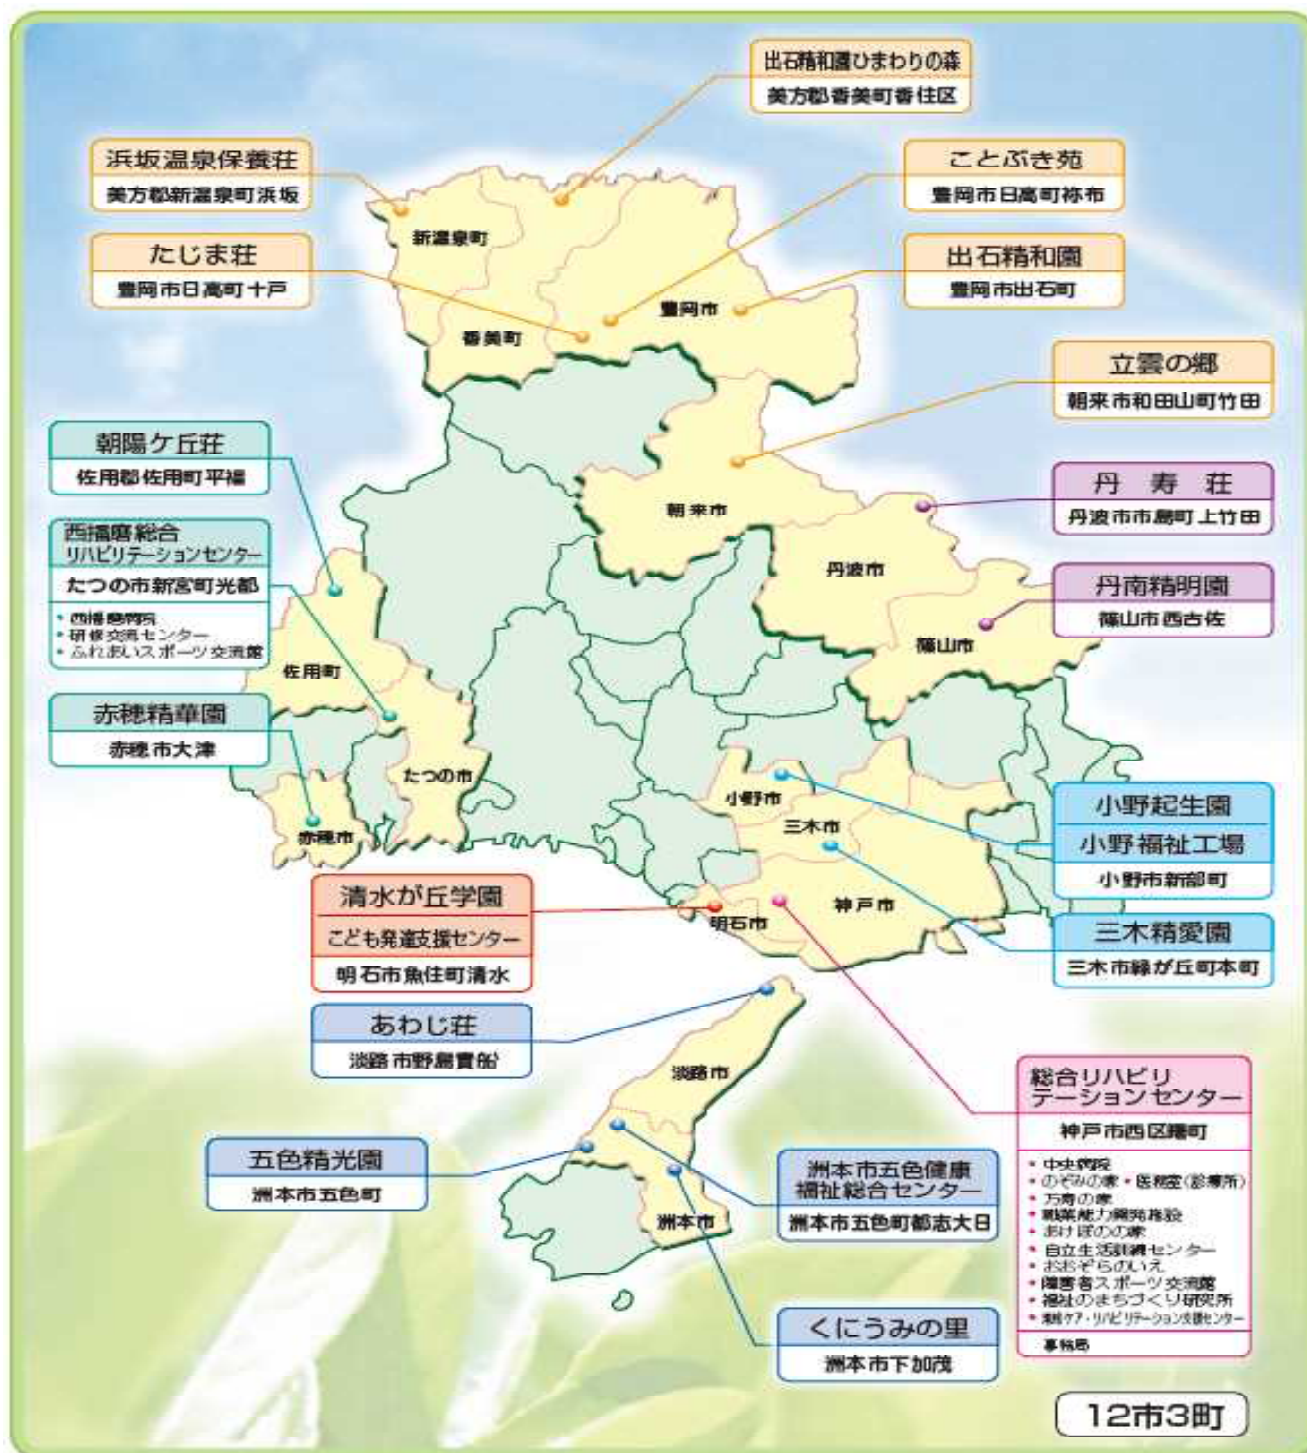 出石精和園ひまわりの森
美方郡香美町香住区
浜坂温泉保養荘
美方郡新温泉町浜坂
ことぶき苑
豊岡市日高町祢布
たじま荘
豊岡市日高町十戸
出石精和園
豊岡市出石町
立雲の郷
朝来市和田山町竹田
朝陽ケ丘荘
佐用郡佐用町平福
丹寿荘
丹波市市島町上竹田
西播磨総合
リハビリテーションセンター
たつの市新宮町光都
・西播磨病院
・研修交流センター
・ふれあいスポーツ交流館
丹南精明園
篠山市西古佐
赤穂精華園
赤穂市大津
新温泉町
香美町
豊岡市
朝来市
丹波市
篠山市
佐用町
たつの市
赤穂市
小野市
三木市
神戸市
明石市
淡路市
洲本市
小野起生園
小野福祉工場
小野市新部町
清水が丘学園
こども発達支援センター
明石市魚住町清水
三木精愛園
三木市緑が丘町本町
あわじ荘
淡路市野島貴船
総合リハビリ
テーションセンター
神戸市西区曙町
・中央病院
・のぞみの家・医務室(診療所)
・万寿の家
・職業能力開発施設
・あけぼのの家
・自立生活訓練センター
・おおぞらのいえ
・障害者スポーツ交流館
・福祉のまちづくり研究所
・ケア・リハビリテーション支援センター
事務局
五色精光園
洲本市五色町
洲本市五色健康
福祉総合センター
洲本市五色町都志大日
くにうみの里
洲本市下加茂
12市3町